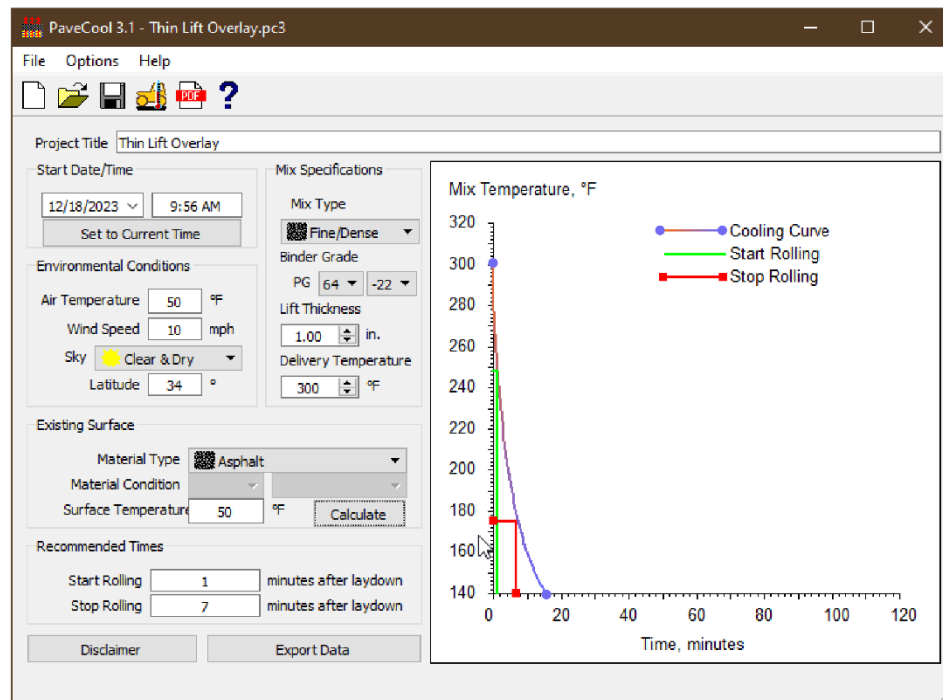 PaveCool 3.1 - Thin Lift Overlay.pc3
File Options Help
PDF ?
Project Title Thin Lift Overlay
Start Date/Time
12/18/2023 9:56 AM
Set to Current Time
Environmental Conditions
Air Temperature 50 °F
Wind Speed 10 mph
Sky Clear & Dry
Latitude 34 °
Mix Specifications
Mix Type
Fine/Dense
Binder Grade
PG 64 -22
Lift Thickness
1.00 in.
Delivery Temperature
300 °F
Existing Surface
Material Type Asphalt
Material Condition
Surface Temperature 50 °F Calculate
Recommended Times
Start Rolling 1 minutes after laydown
Stop Rolling 7 minutes after laydown
Disclaimer Export Data
Mix Temperature, °F
320
300
280
260
240
220
200
180
160
140
Cooling Curve
Start Rolling
Stop Rolling
0 20 40 60 80 100 120
Time, minutes